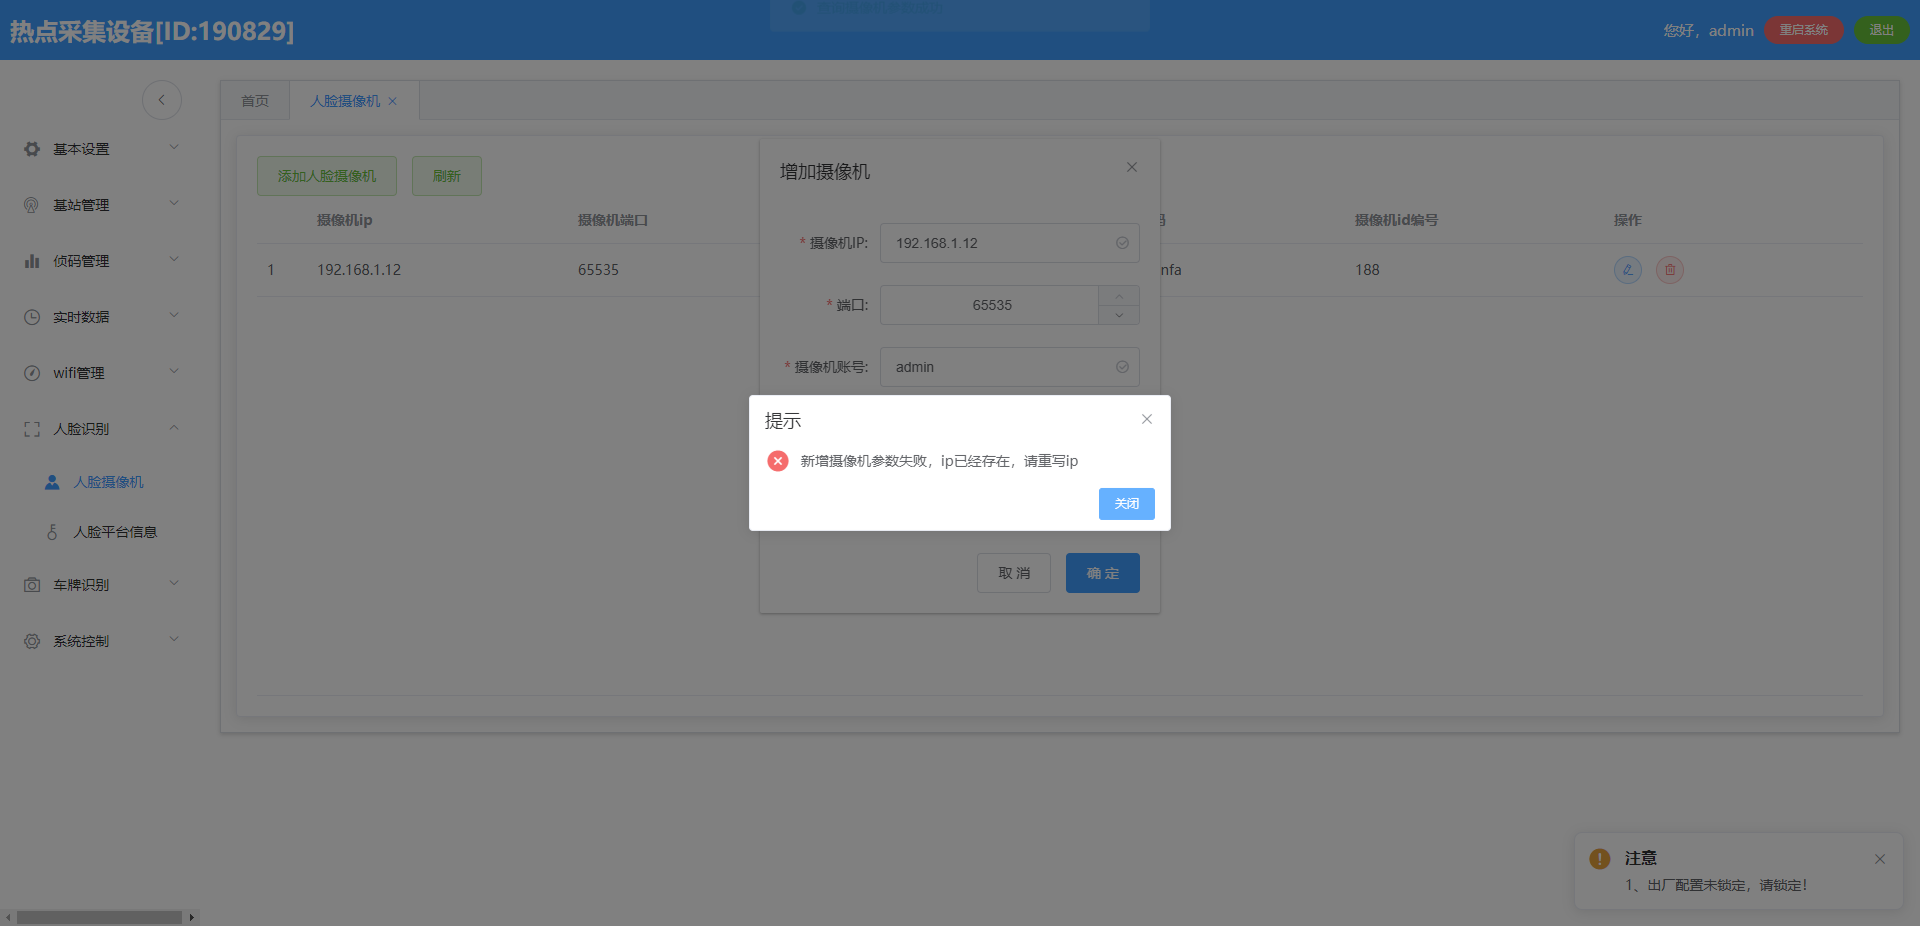 热点采集设备[ID:190829]
您好，admin
重启系统
退出
首页
人脸摄像机
基本设置
基站管理
侦码管理
实时数据
wifi管理
人脸识别
人脸摄像机
人脸平台信息
车牌识别
系统控制
添加人脸摄像机
刷新
摄像机ip
摄像机端口
码
摄像机id编号
操作
1
192.168.1.12
65535
nfa
188
增加摄像机
* 摄像机IP:
192.168.1.12
* 端口:
65535
* 摄像机账号:
admin
提示
新增摄像机参数失败，ip已经存在，请重写ip
关闭
取 消
确 定
注意
1、出厂配置未锁定，请锁定！